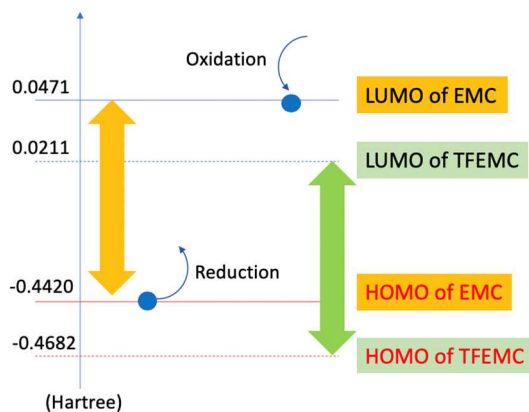 Oxidation
0.0471
LUMO of EMC
0.0211
LUMO of TFEMC
Reduction
-0.4420
HOMO of EMC
-0.4682
HOMO of TFEMC
(Hartree)